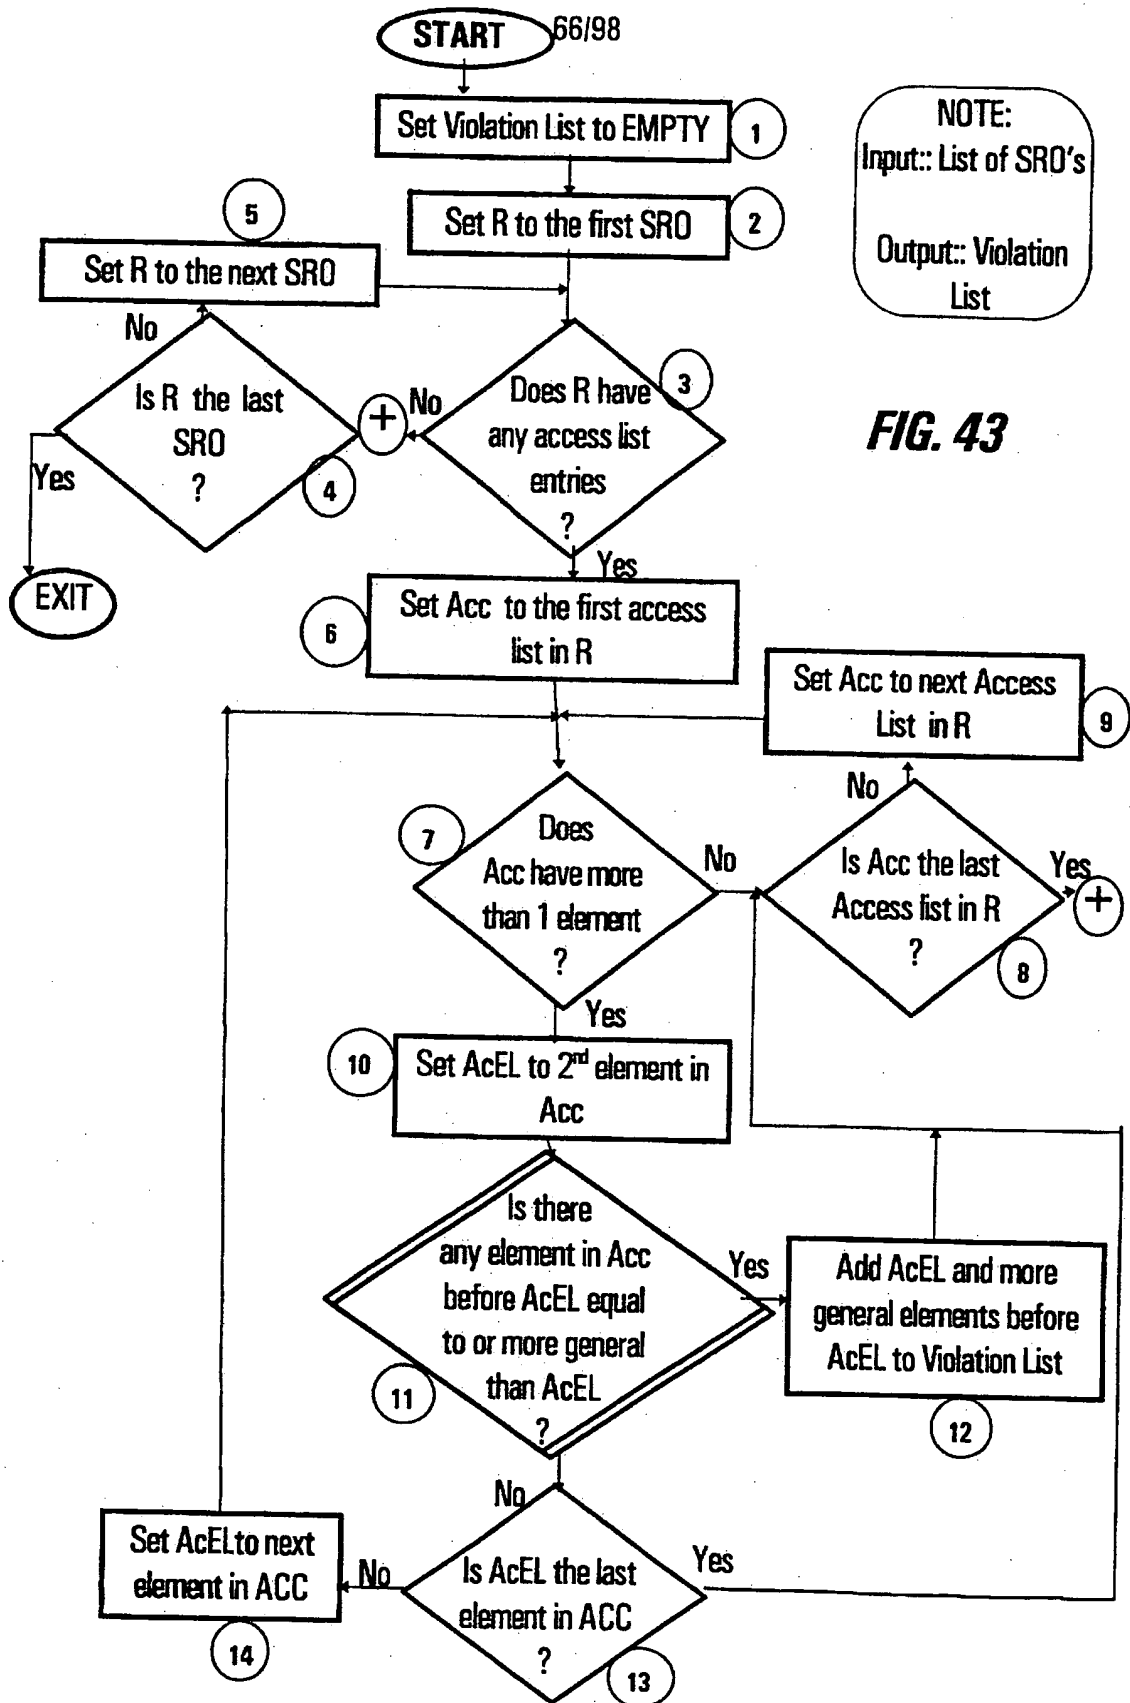 START
66/98
Set Violation List to EMPTY
1
NOTE:
Input:: List of SRO's
Output:: Violation
List
Set R to the first SRO
2
5
Set R to the next SRO
No
Is R the last
SRO
?
4
Yes
EXIT
+
No
Does R have
any access list
entries
?
3
Yes
FIG. 43
Set Acc to the first access
list in R
6
Set Acc to next Access
List in R
9
No
7
Does
Acc have more
than 1 element
?
No
Is Acc the last
Access list in R
?
8
Yes
+
Yes
10
Set AcEL to 2nd element in
Acc
Is there
any element in Acc
before AcEL equal
to or more general
than AcEL
?
11
Yes
Add AcEL and more
general elements before
AcEL to Violation List
12
No
Is AcEL the last
element in ACC
?
13
Yes
No
Set AcELto next
element in ACC
14